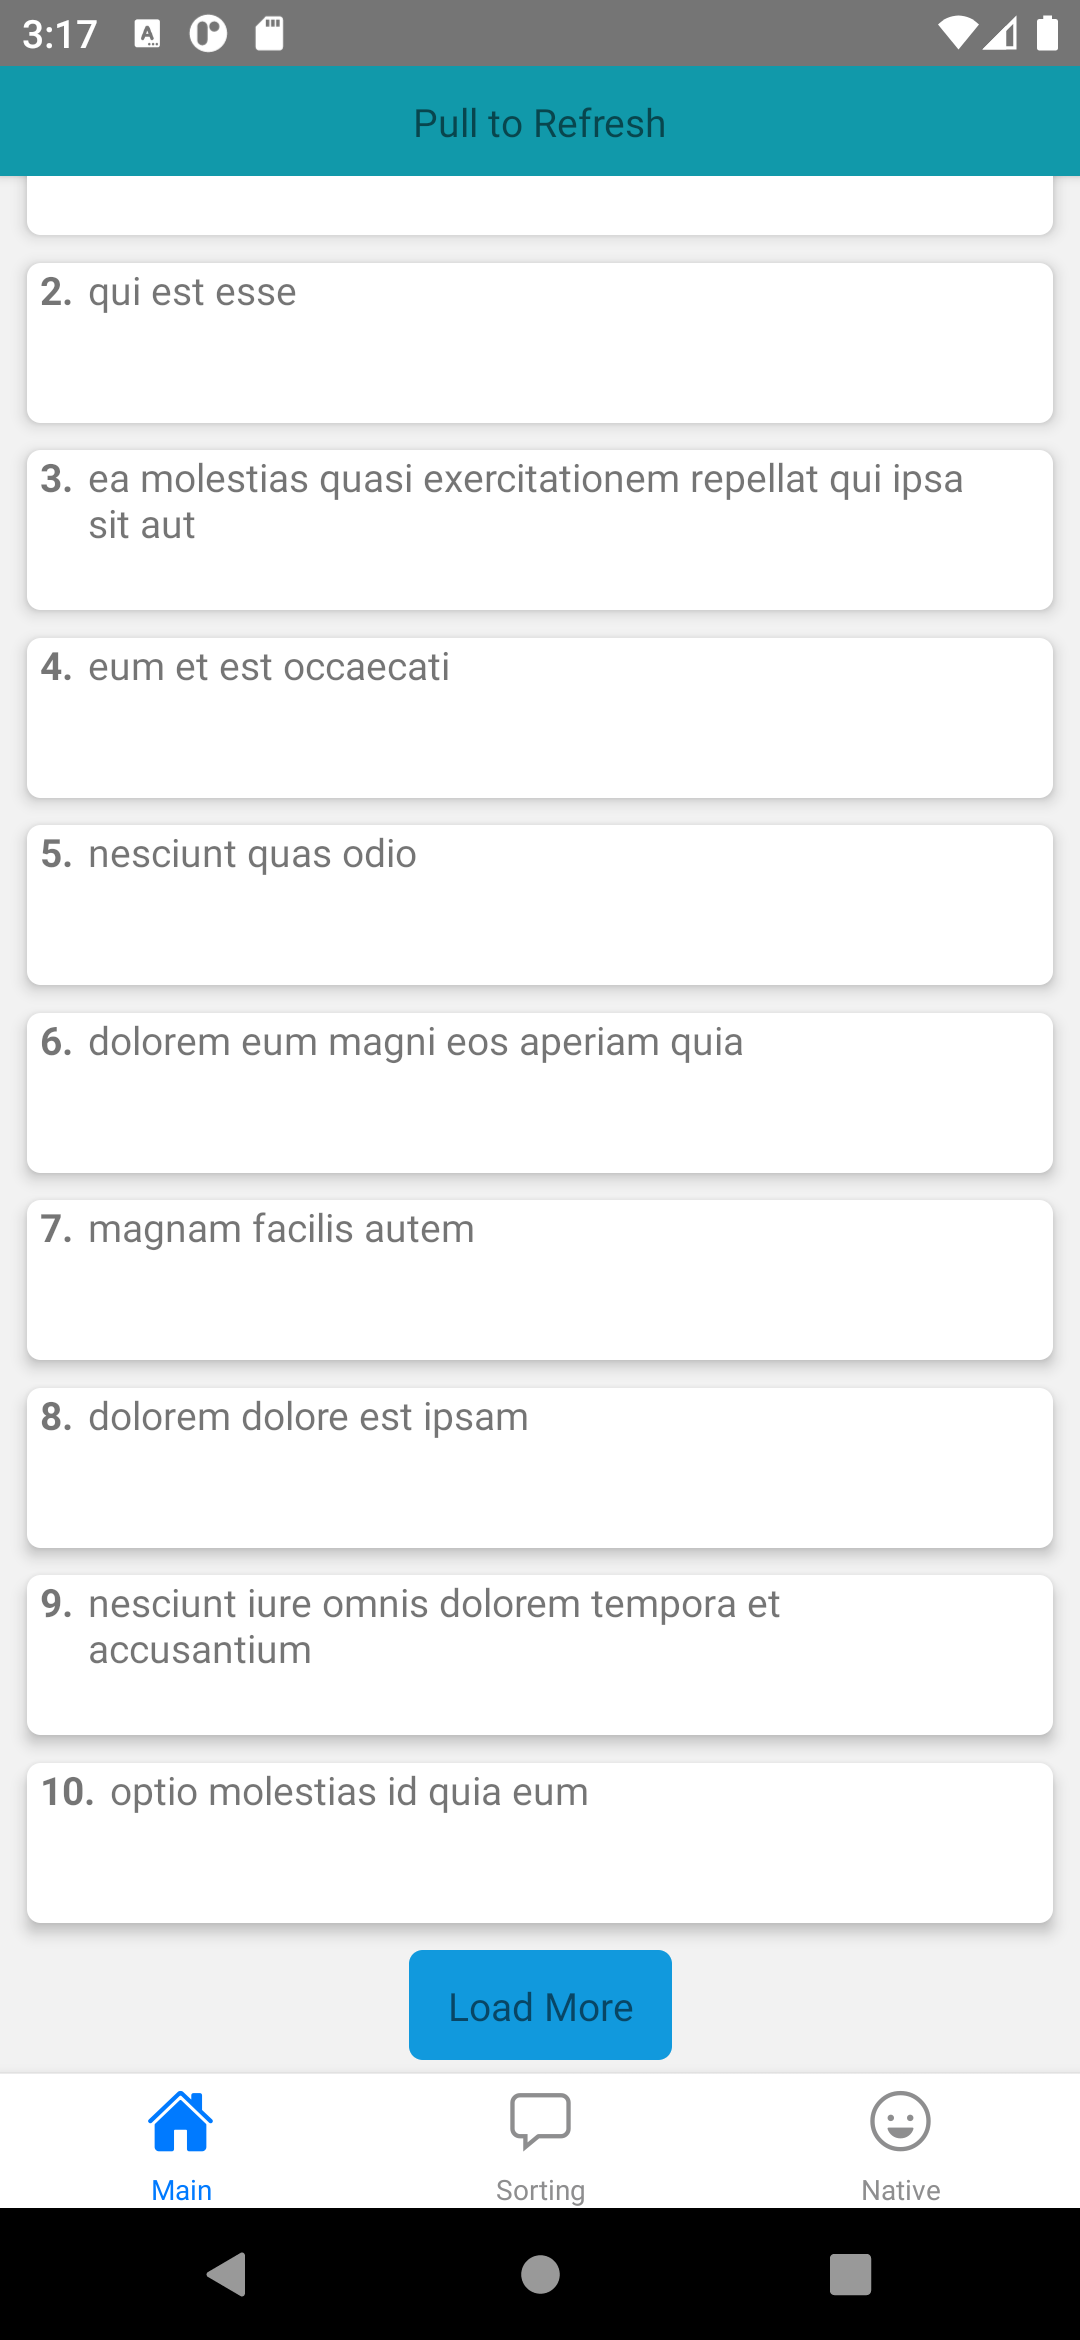 3:17
Pull to Refresh
2. qui est esse
3. ea molestias quasi exercitationem repellat qui ipsa
sit aut
4. eum et est occaecati
5. nesciunt quas odio
6. dolorem eum magni eos aperiam quia
7. magnam facilis autem
8. dolorem dolore est ipsam
9. nesciunt iure omnis dolorem tempora et
accusantium
10. optio molestias id quia eum
Load More
Main
Sorting
Native